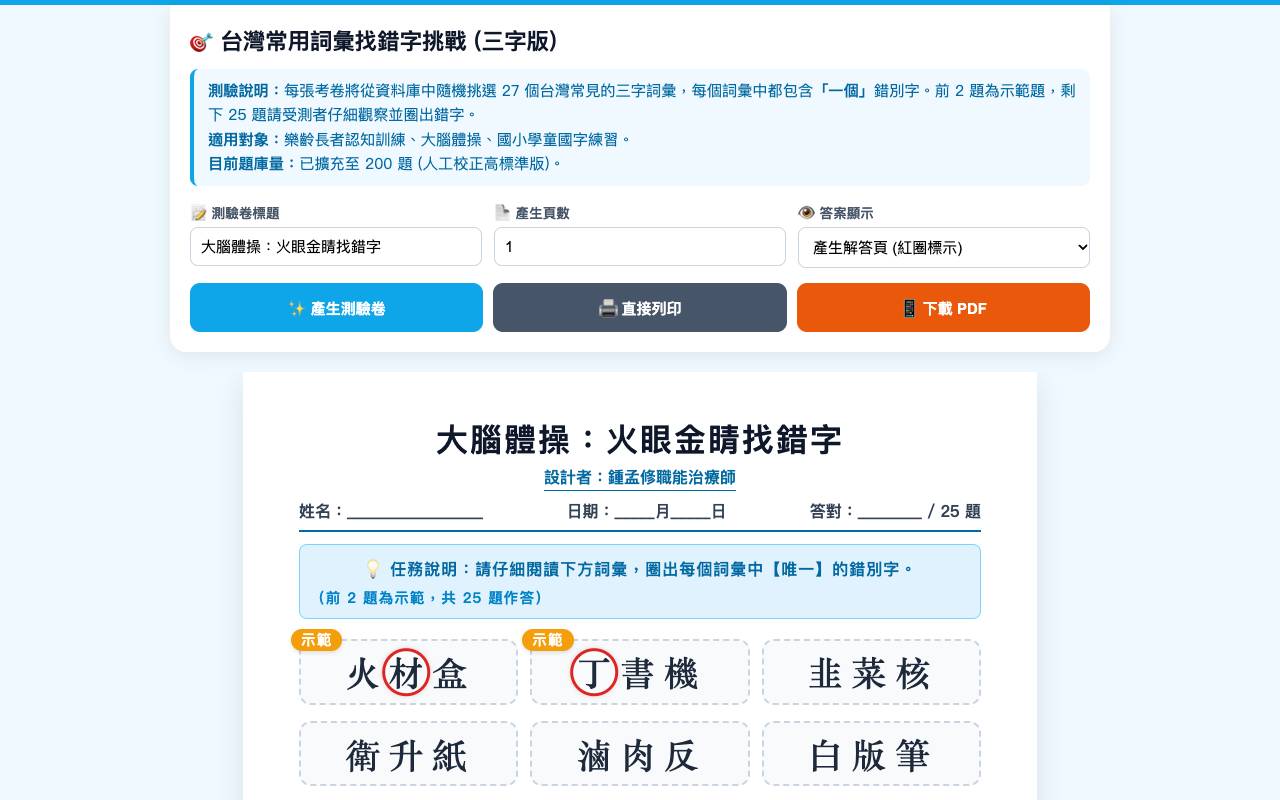 🎯 台灣常用詞彙找錯字挑戰 (三字版)
測驗說明：每張考卷將從資料庫中隨機挑選 27 個台灣常見的三字詞彙，每個詞彙中都包含「一個」錯別字。前 2 題為示範題，剩
下 25 題請受測者仔細觀察並圈出錯字。
適用對象：樂齡長者認知訓練、大腦體操、國小學童國字練習。
目前題庫量：已擴充至 200 題 (人工校正高標準版)。
📝 測驗卷標題
📄 產生頁數
👁️ 答案顯示
大腦體操：火眼金睛找錯字
1
產生解答頁 (紅圈標示)
✨ 產生測驗卷
🖨️ 直接列印
📱 下載 PDF
大腦體操：火眼金睛找錯字
設計者：鍾孟修職能治療師
姓名：_________________ 日期：_____月_____日 答對：________ / 25 題
💡 任務說明：請仔細閱讀下方詞彙，圈出每個詞彙中【唯一】的錯別字。
（前 2 題為示範，共 25 題作答）
示範
火材盒
示範
丁書機
韭菜核
衛升紙
滷肉反
白版筆